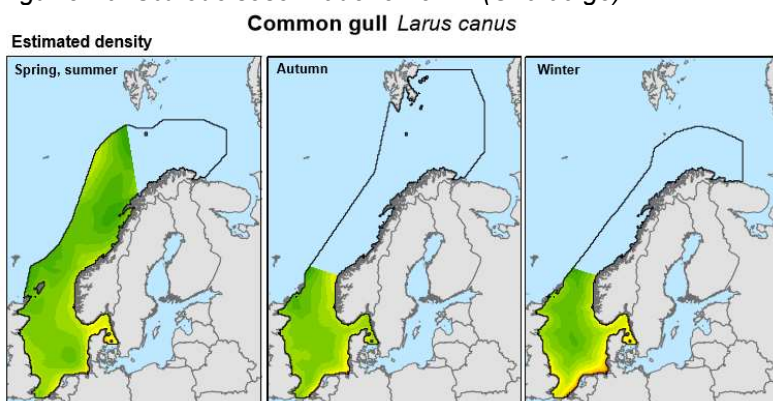 Common gull Larus canus
Estimated density
Spring, summer
Autumn
Winter